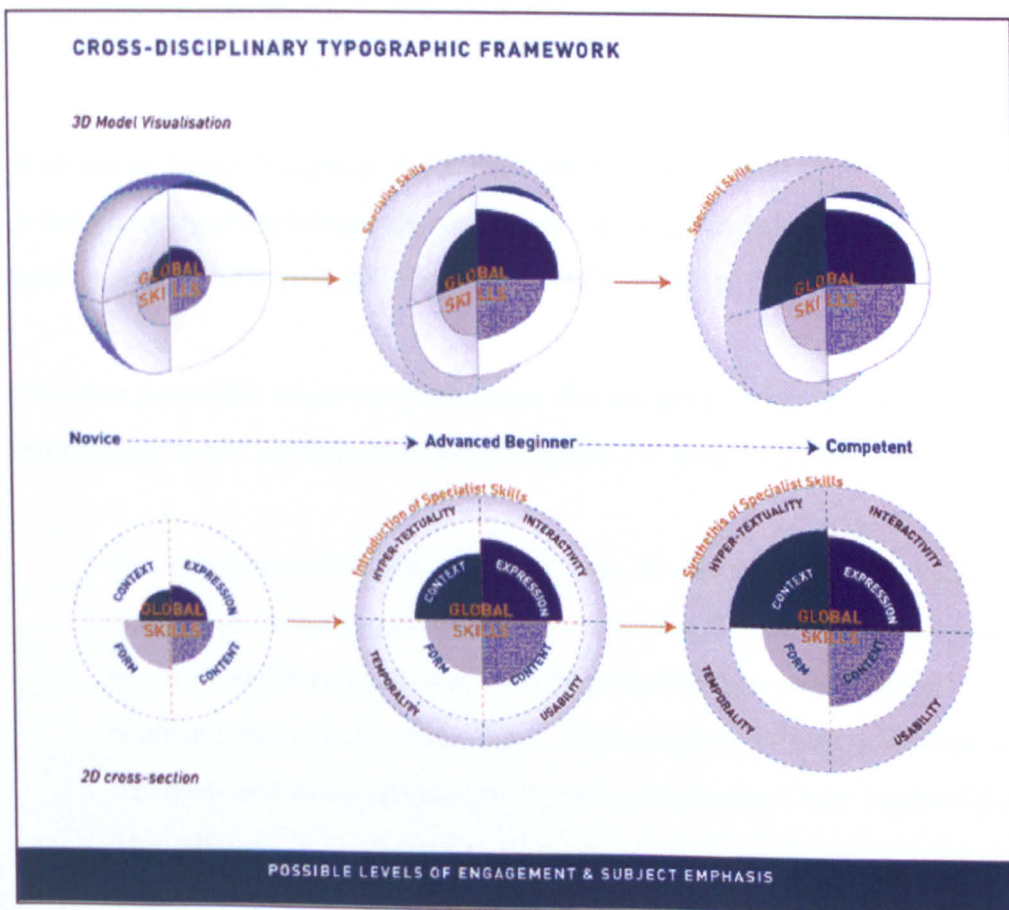 CROSS-DISCIPLINARY TYPOGRAPHIC FRAMEWORK
3D Model Visualisation
GLOBAL
SKILLS
Specialist Skills
GLOBAL
SKILLS
Specialist Skills
GLOBAL
SKILLS
Novice
Advanced Beginner
Competent
CONTEXT
EXPRESSION
GLOBAL
SKILLS
FORM
CONTENT
Introduction of Specialist Skills
HYPER-TEXTUALITY
INTERACTIVITY
CONTEXT
EXPRESSION
GLOBAL
SKILLS
FORM
CONTENT
TEMPORALITY
USABILITY
Synthethis of Specialist Skills
HYPER-TEXTUALITY
INTERACTIVITY
CONTEXT
EXPRESSION
GLOBAL
SKILLS
FORM
CONTENT
TEMPORALITY
USABILITY
2D cross-section
POSSIBLE LEVELS OF ENGAGEMENT & SUBJECT EMPHASIS